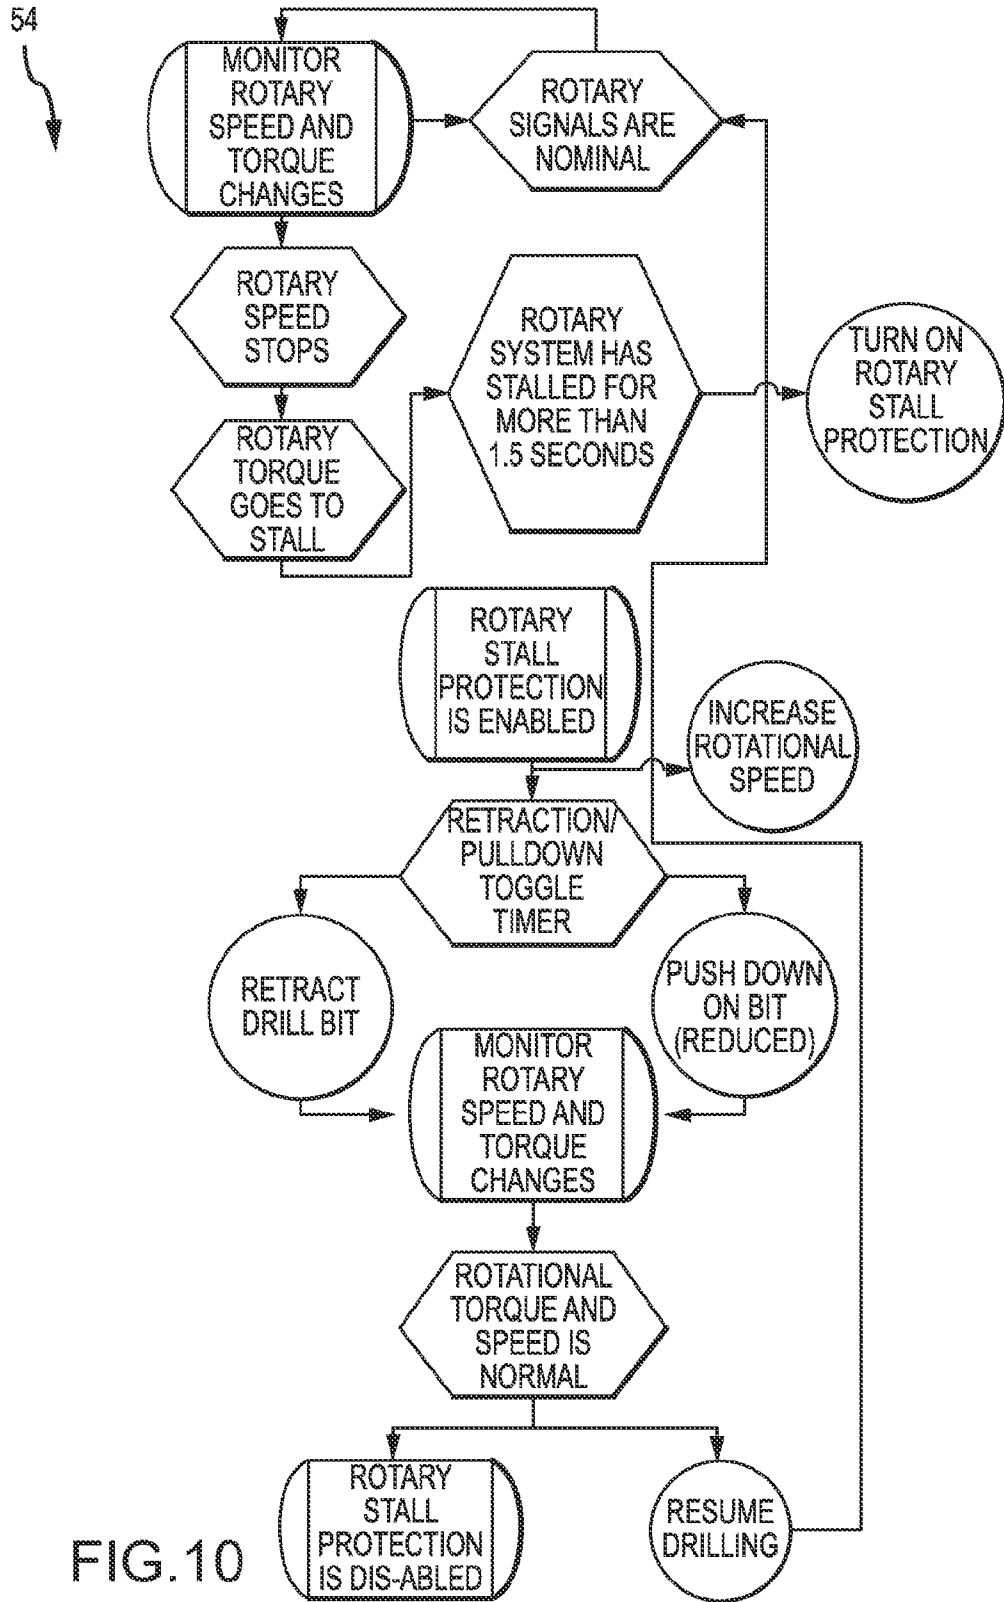 54
MONITOR
ROTARY
SPEED AND
TORQUE
CHANGES
ROTARY
SIGNALS ARE
NOMINAL
ROTARY
SPEED
STOPS
ROTARY
SYSTEM HAS
STALLED FOR
MORE THAN
1.5 SECONDS
TURN ON
ROTARY
STALL
PROTECTION
ROTARY
TORQUE
GOES TO
STALL
ROTARY
STALL
PROTECTION
IS ENABLED
INCREASE
ROTATIONAL
SPEED
RETRACTION/
PULLDOWN
TOGGLE
TIMER
RETRACT
DRILL BIT
PUSH DOWN
ON BIT
(REDUCED)
MONITOR
ROTARY
SPEED AND
TORQUE
CHANGES
ROTATIONAL
TORQUE AND
SPEED IS
NORMAL
ROTARY
STALL
PROTECTION
IS DIS-ABLED
RESUME
DRILLING
FIG.10